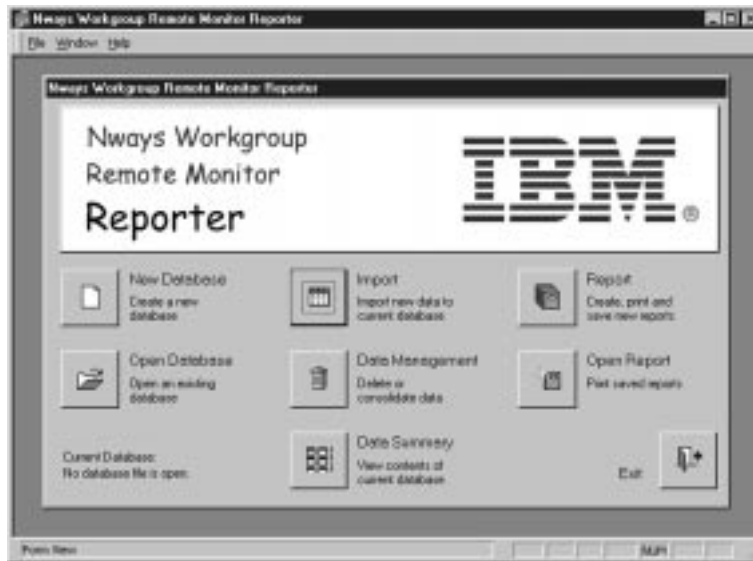 Nways Workgroup Remote Monitor Reporter
File Window Help
Nways Workgroup Remote Monitor Reporter
Nways Workgroup
Remote Monitor
Reporter
IBM®
New Database
Create a new
database
Import
Import new data to
current database
Report
Create, print and
save new reports
Open Database
Open an existing
database
Data Management
Delete or
consolidate data
Open Report
Print saved reports
Current Database:
No database file is open.
Data Summary
View contents of
current database
Exit
Form View
NUM